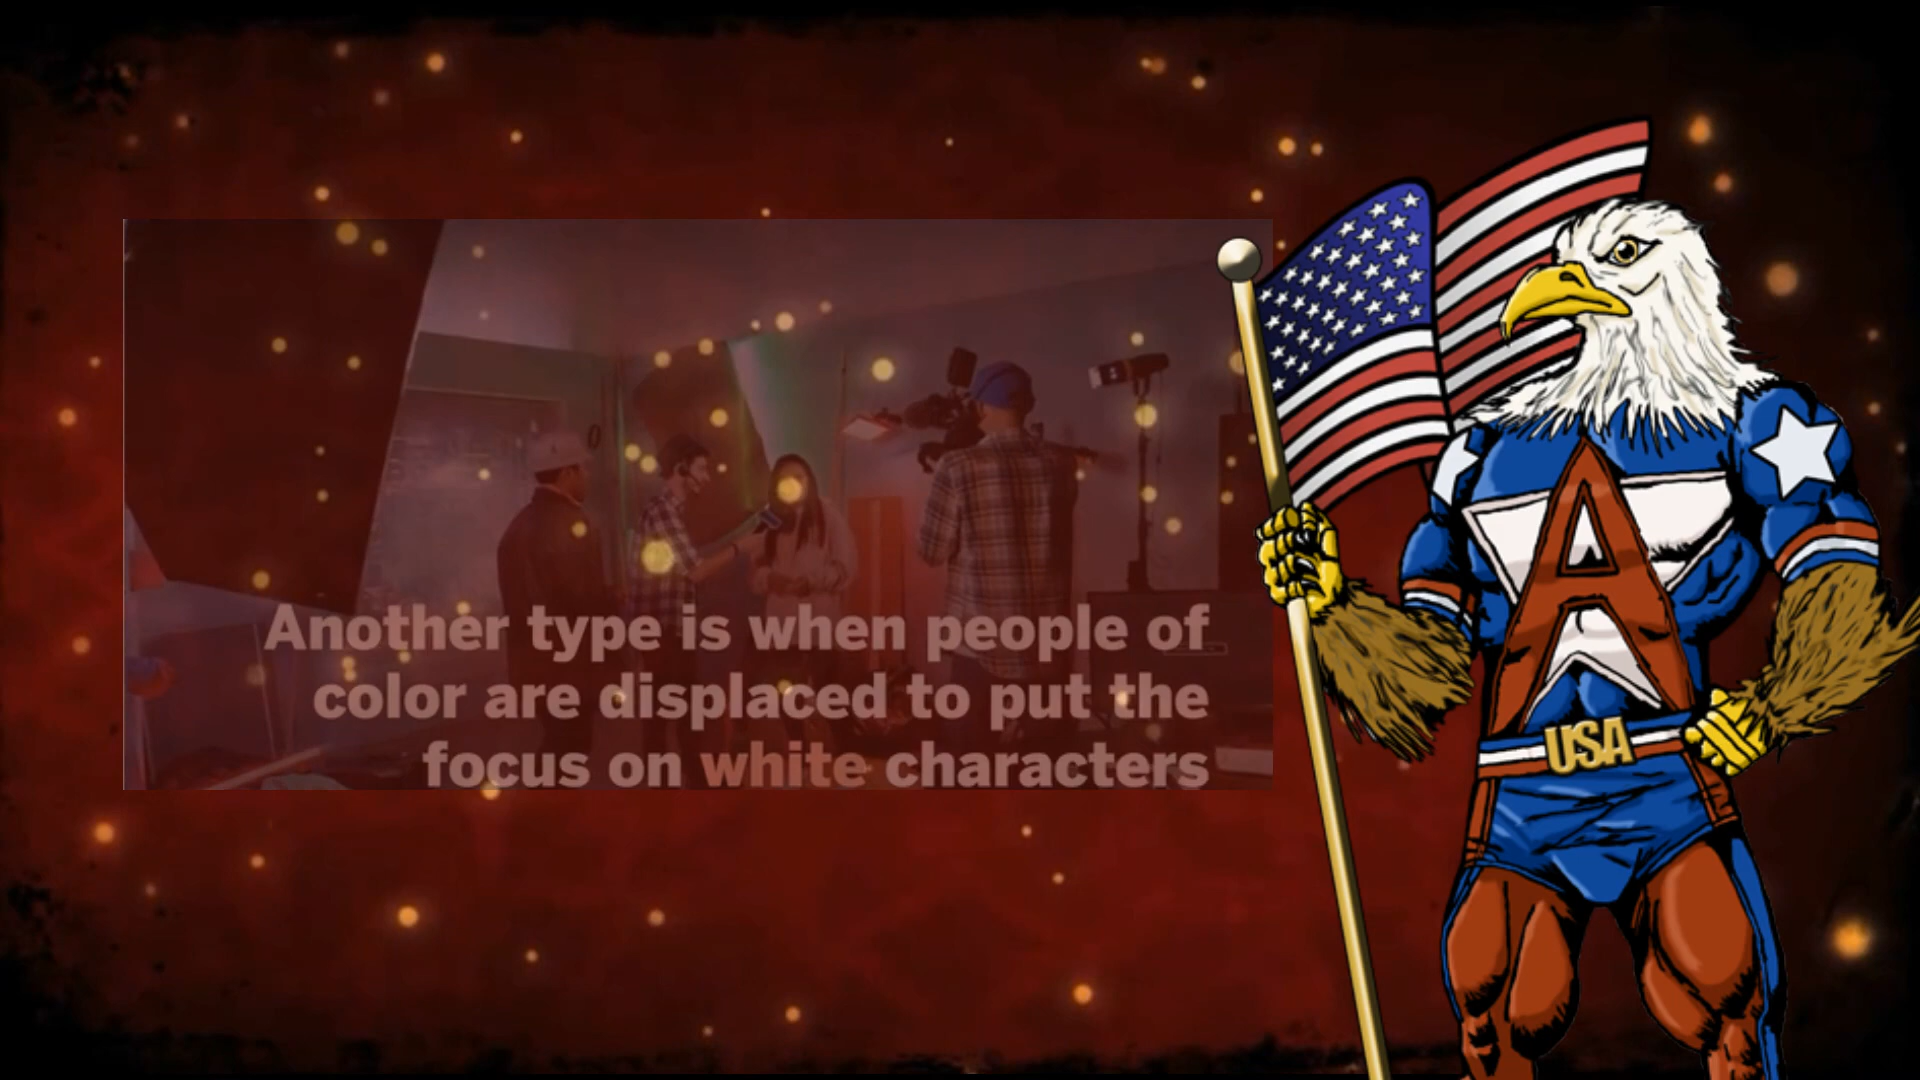 Another type is when people of
color are displaced to put the
focus on white characters
A
USA